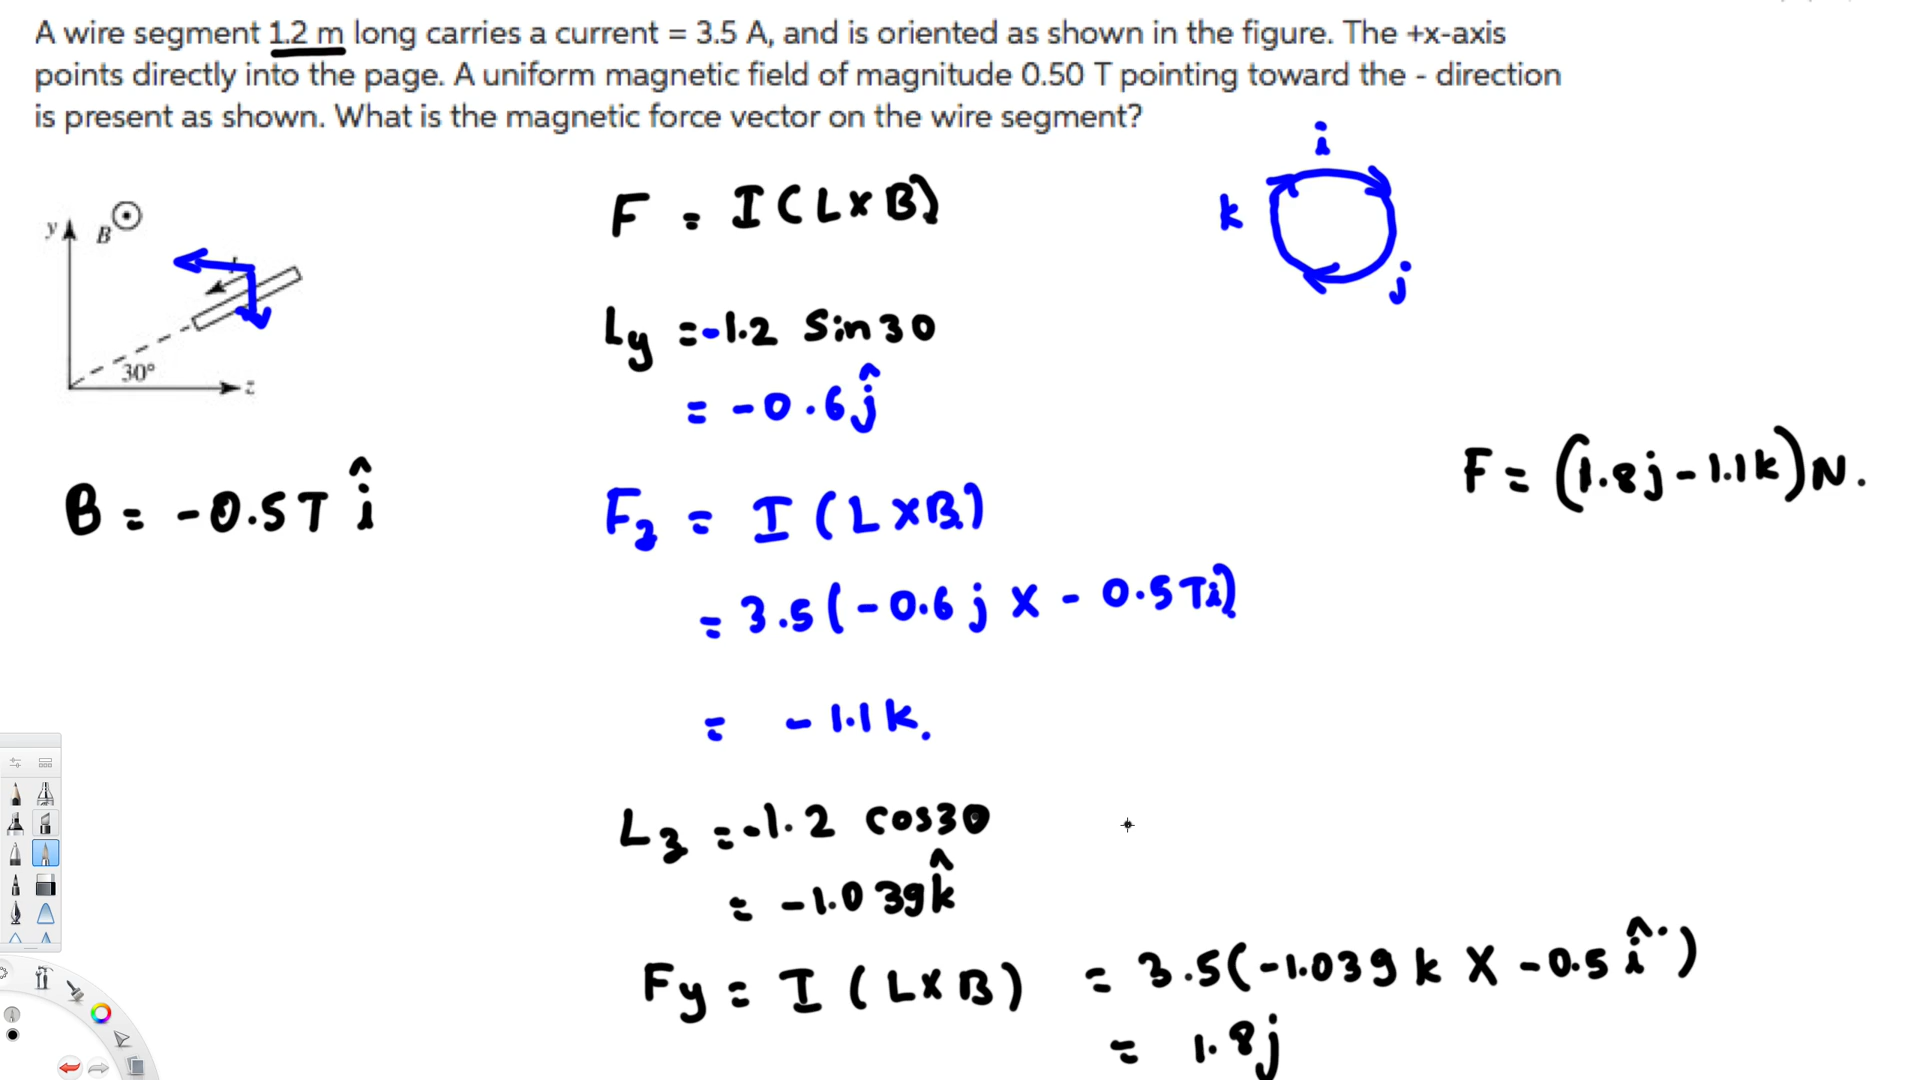 A wire segment 1.2 m long carries a current = 3.5 A, and is oriented as shown in the figure. The +x-axis
points directly into the page. A uniform magnetic field of magnitude 0.50 T pointing toward the - direction
is present as shown. What is the magnetic force vector on the wire segment?
i
k
j
y
B
30°
z
B = -0.5T î
F = I(L×B)
Ly = -1.2 Sin30
= -0.6 ĵ
Fz = I(L×B)
= 3.5(-0.6j × -0.5Ti)
= -1.1k.
Lz = -1.2 cos30
= -1.039 k̂
Fy = I(L×B) = 3.5(-1.039k × -0.5 î)
= 1.8j
F = (1.8j - 1.1k)N.